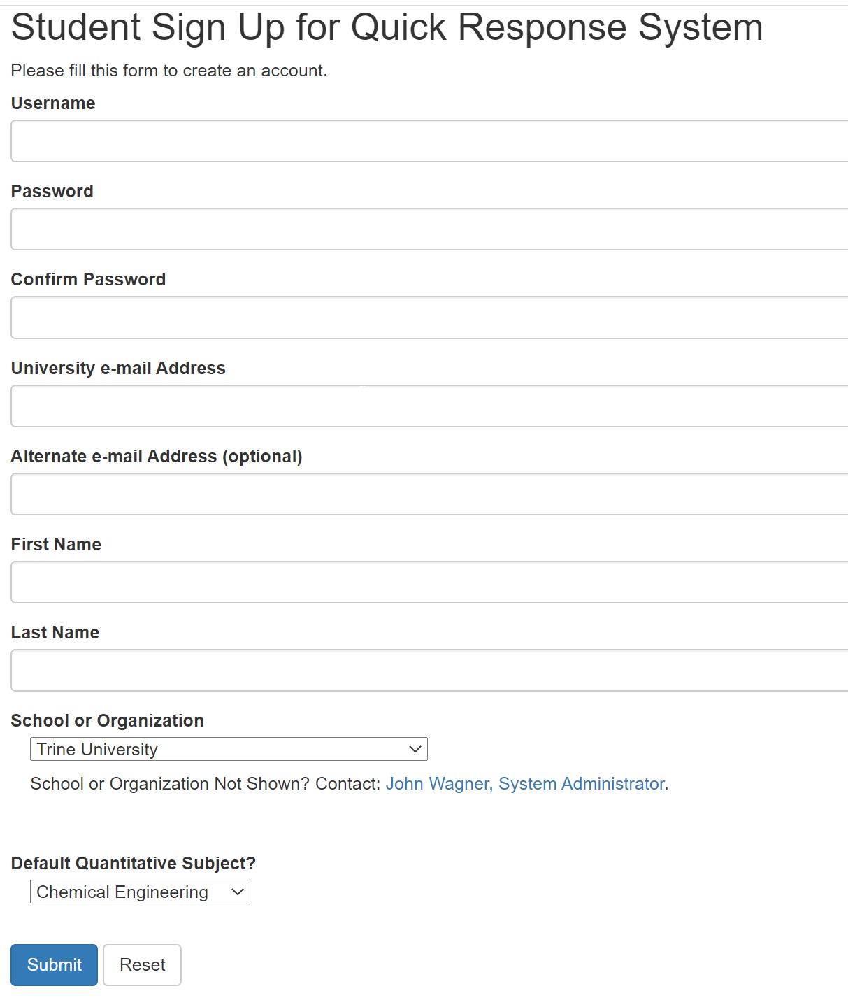 Student Sign Up for Quick Response System
Please fill this form to create an account.
Username
Password
Confirm Password
University e-mail Address
Alternate e-mail Address (optional)
First Name
Last Name
School or Organization
Trine University
School or Organization Not Shown? Contact: John Wagner, System Administrator.
Default Quantitative Subject?
Chemical Engineering
Submit Reset